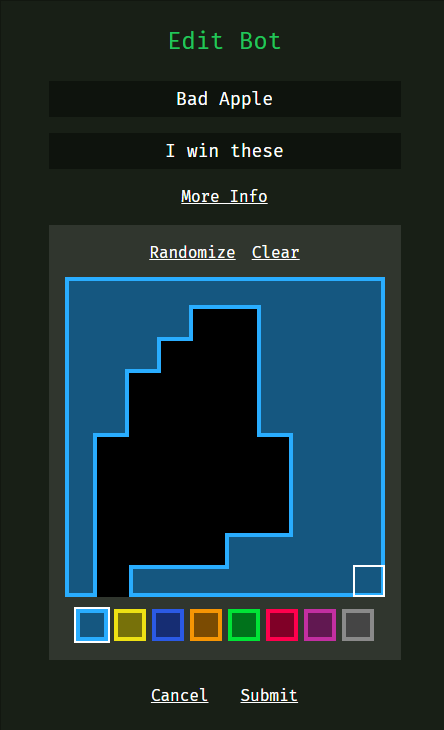 Edit Bot
Bad Apple
I win these
More Info
Randomize Clear
Cancel Submit